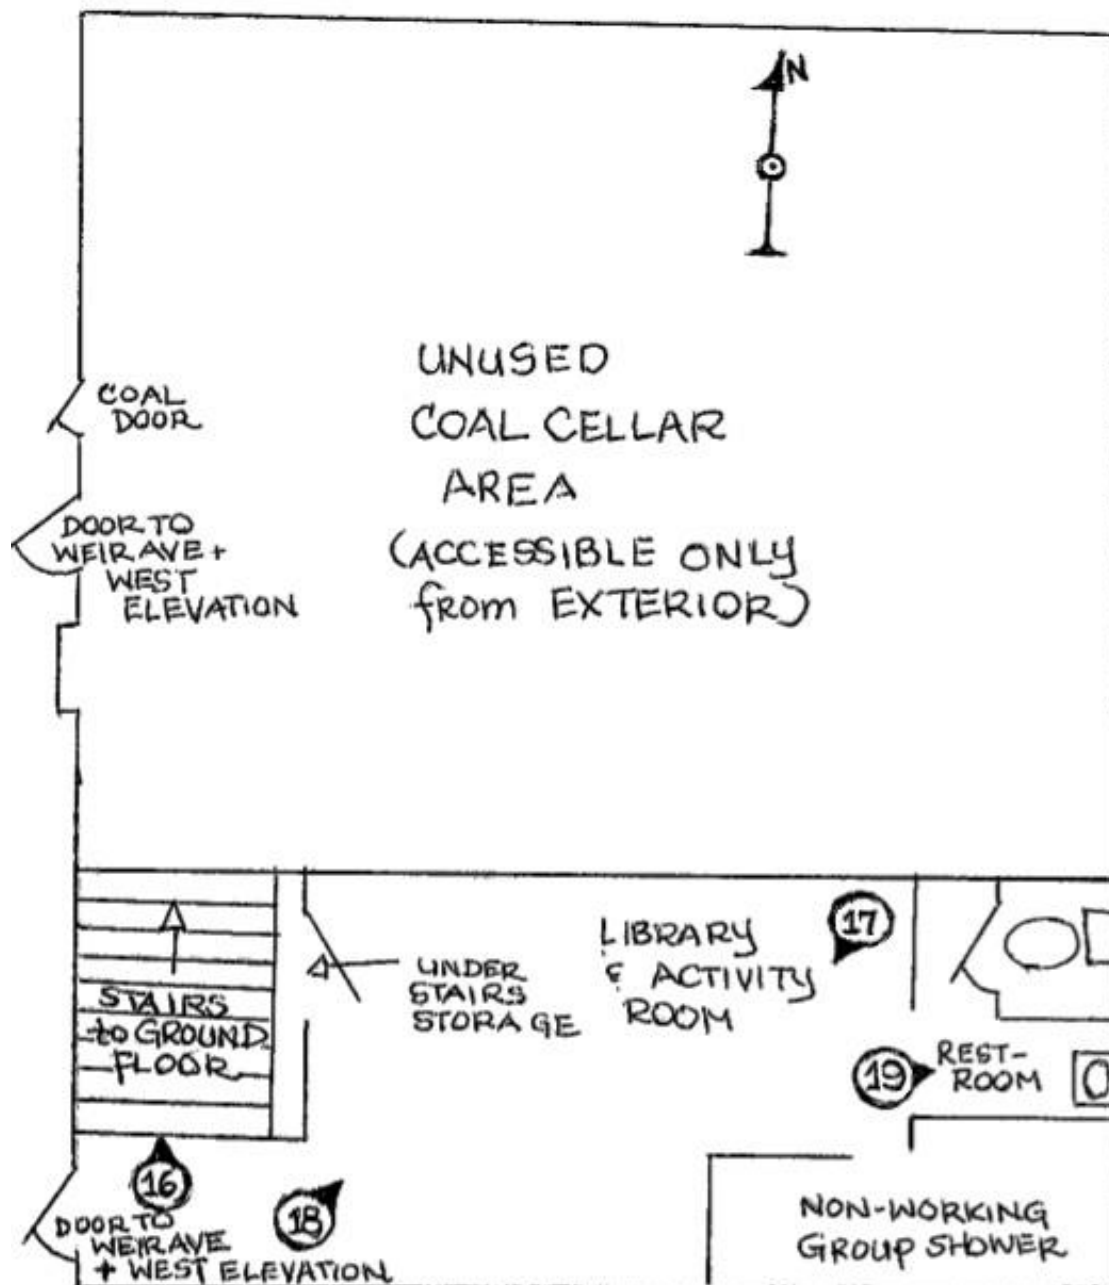 N
UNUSED
COAL CELLAR
AREA
(ACCESSIBLE ONLY
from EXTERIOR)
COAL
DOOR
DOOR TO
WEIR AVE +
WEST
ELEVATION
STAIRS
to GROUND
FLOOR
UNDER
STAIRS
STORAGE
LIBRARY
& ACTIVITY
ROOM
17
19
REST-
ROOM
16
18
DOOR TO
WEIR AVE
+ WEST ELEVATION
NON-WORKING
GROUP SHOWER